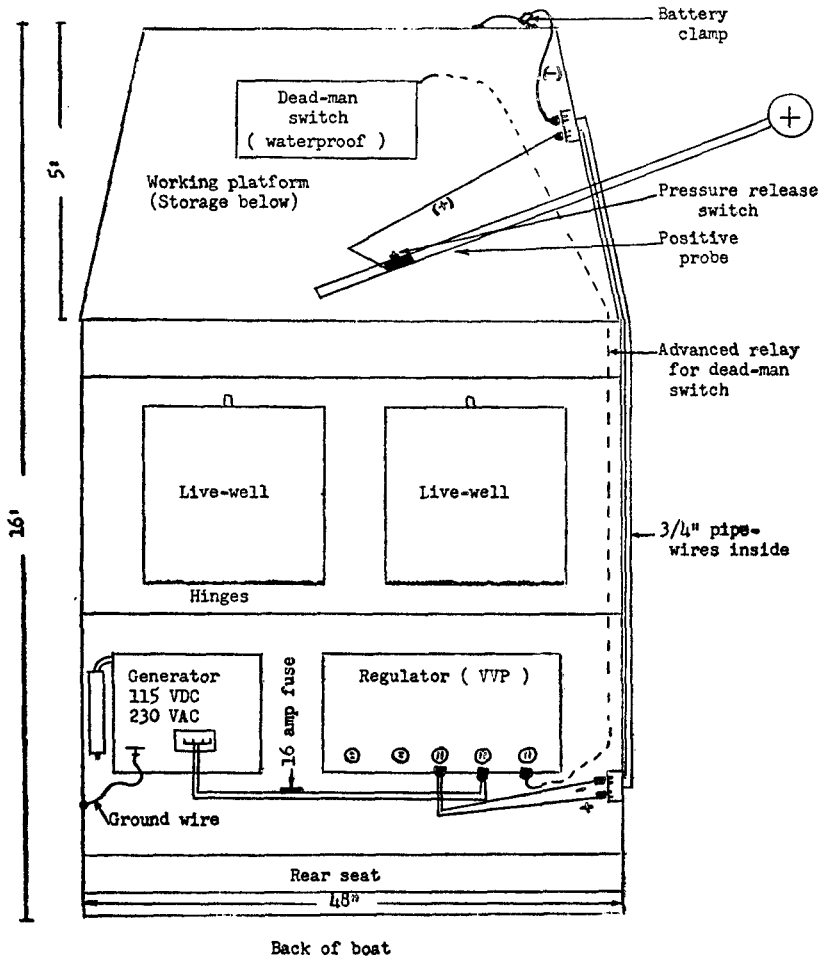 Battery
clamp
(-)
Dead-man
switch
( waterproof )
5'
Working platform
(Storage below)
(+)
+
Pressure release
switch
Positive
probe
Advanced relay
for dead-man
switch
Live-well
Live-well
16'
3/4" pipe-
wires inside
Hinges
Generator
115 VDC
230 VAC
16 amp fuse
Regulator ( VVP )
-
+
Ground wire
Rear seat
48"
Back of boat